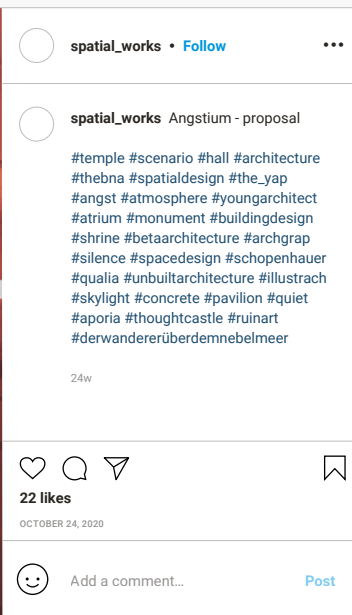 spatial_works • Follow
spatial_works Angstium - proposal
#temple #scenario #hall #architecture
#thebna #spatialdesign #the_yap
#angst #atmosphere #youngarchitect
#atrium #monument #buildingdesign
#shrine #betaarchitecture #archgrap
#silence #spacedesign #schopenhauer
#qualia #unbuiltarchitecture #illustrach
#skylight #concrete #pavilion #quiet
#aporia #thoughtcastle #ruinart
#derwandererüberdemnebelmeer
24w
22 likes
OCTOBER 24, 2020
Add a comment... Post